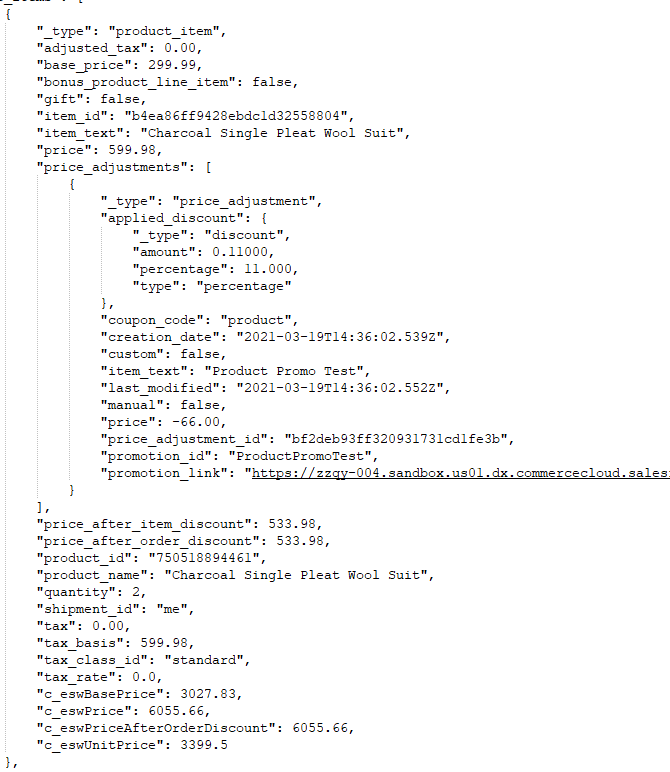 {
"_type": "product_item",
"adjusted_tax": 0.00,
"base_price": 299.99,
"bonus_product_line_item": false,
"gift": false,
"item_id": "b4ea86ff9428ebdc1d32558804",
"item_text": "Charcoal Single Pleat Wool Suit",
"price": 599.98,
"price_adjustments": [
{
"_type": "price_adjustment",
"applied_discount": {
"_type": "discount",
"amount": 0.11000,
"percentage": 11.000,
"type": "percentage"
},
"coupon_code": "product",
"creation_date": "2021-03-19T14:36:02.539Z",
"custom": false,
"item_text": "Product Promo Test",
"last_modified": "2021-03-19T14:36:02.552Z",
"manual": false,
"price": -66.00,
"price_adjustment_id": "bf2deb93ff320931731cd1fe3b",
"promotion_id": "ProductPromoTest",
"promotion_link": "https://zzqy-004.sandbox.us01.dx.commercecloud.sales
}
],
"price_after_item_discount": 533.98,
"price_after_order_discount": 533.98,
"product_id": "750518894461",
"product_name": "Charcoal Single Pleat Wool Suit",
"quantity": 2,
"shipment_id": "me",
"tax": 0.00,
"tax_basis": 599.98,
"tax_class_id": "standard",
"tax_rate": 0.0,
"c_eswBasePrice": 3027.83,
"c_eswPrice": 6055.66,
"c_eswPriceAfterOrderDiscount": 6055.66,
"c_eswUnitPrice": 3399.5
},